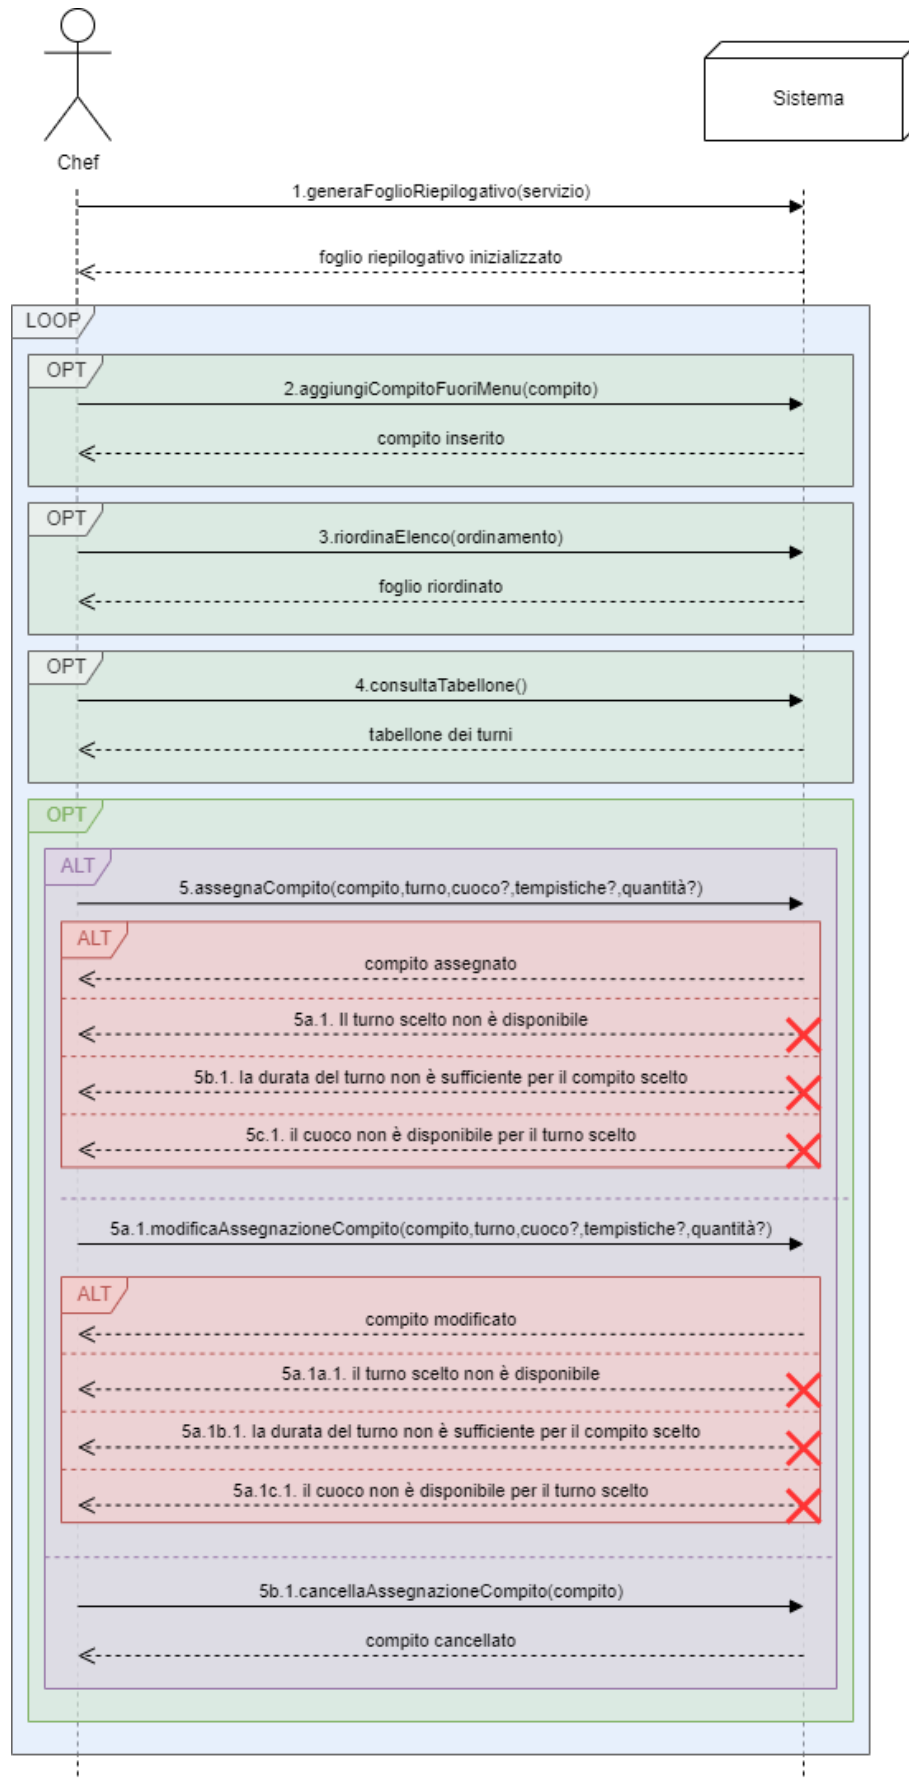 Sistema
Chef
1.generaFoglioRiepilogativo(servizio)
foglio riepilogativo inizializzato
LOOP
OPT
2.aggiungiCompitoFuoriMenu(compito)
compito inserito
OPT
3.riordinaElenco(ordinamento)
foglio riordinato
OPT
4.consultaTabellone()
tabellone dei turni
OPT
ALT
5.assegnaCompito(compito,turno,cuoco?,tempistiche?,quantità?)
ALT
compito assegnato
5a.1. Il turno scelto non è disponibile
5b.1. la durata del turno non è sufficiente per il compito scelto
5c.1. il cuoco non è disponibile per il turno scelto
5a.1.modificaAssegnazioneCompito(compito,turno,cuoco?,tempistiche?,quantità?)
ALT
compito modificato
5a.1a.1. il turno scelto non è disponibile
5a.1b.1. la durata del turno non è sufficiente per il compito scelto
5a.1c.1. il cuoco non è disponibile per il turno scelto
5b.1.cancellaAssegnazioneCompito(compito)
compito cancellato